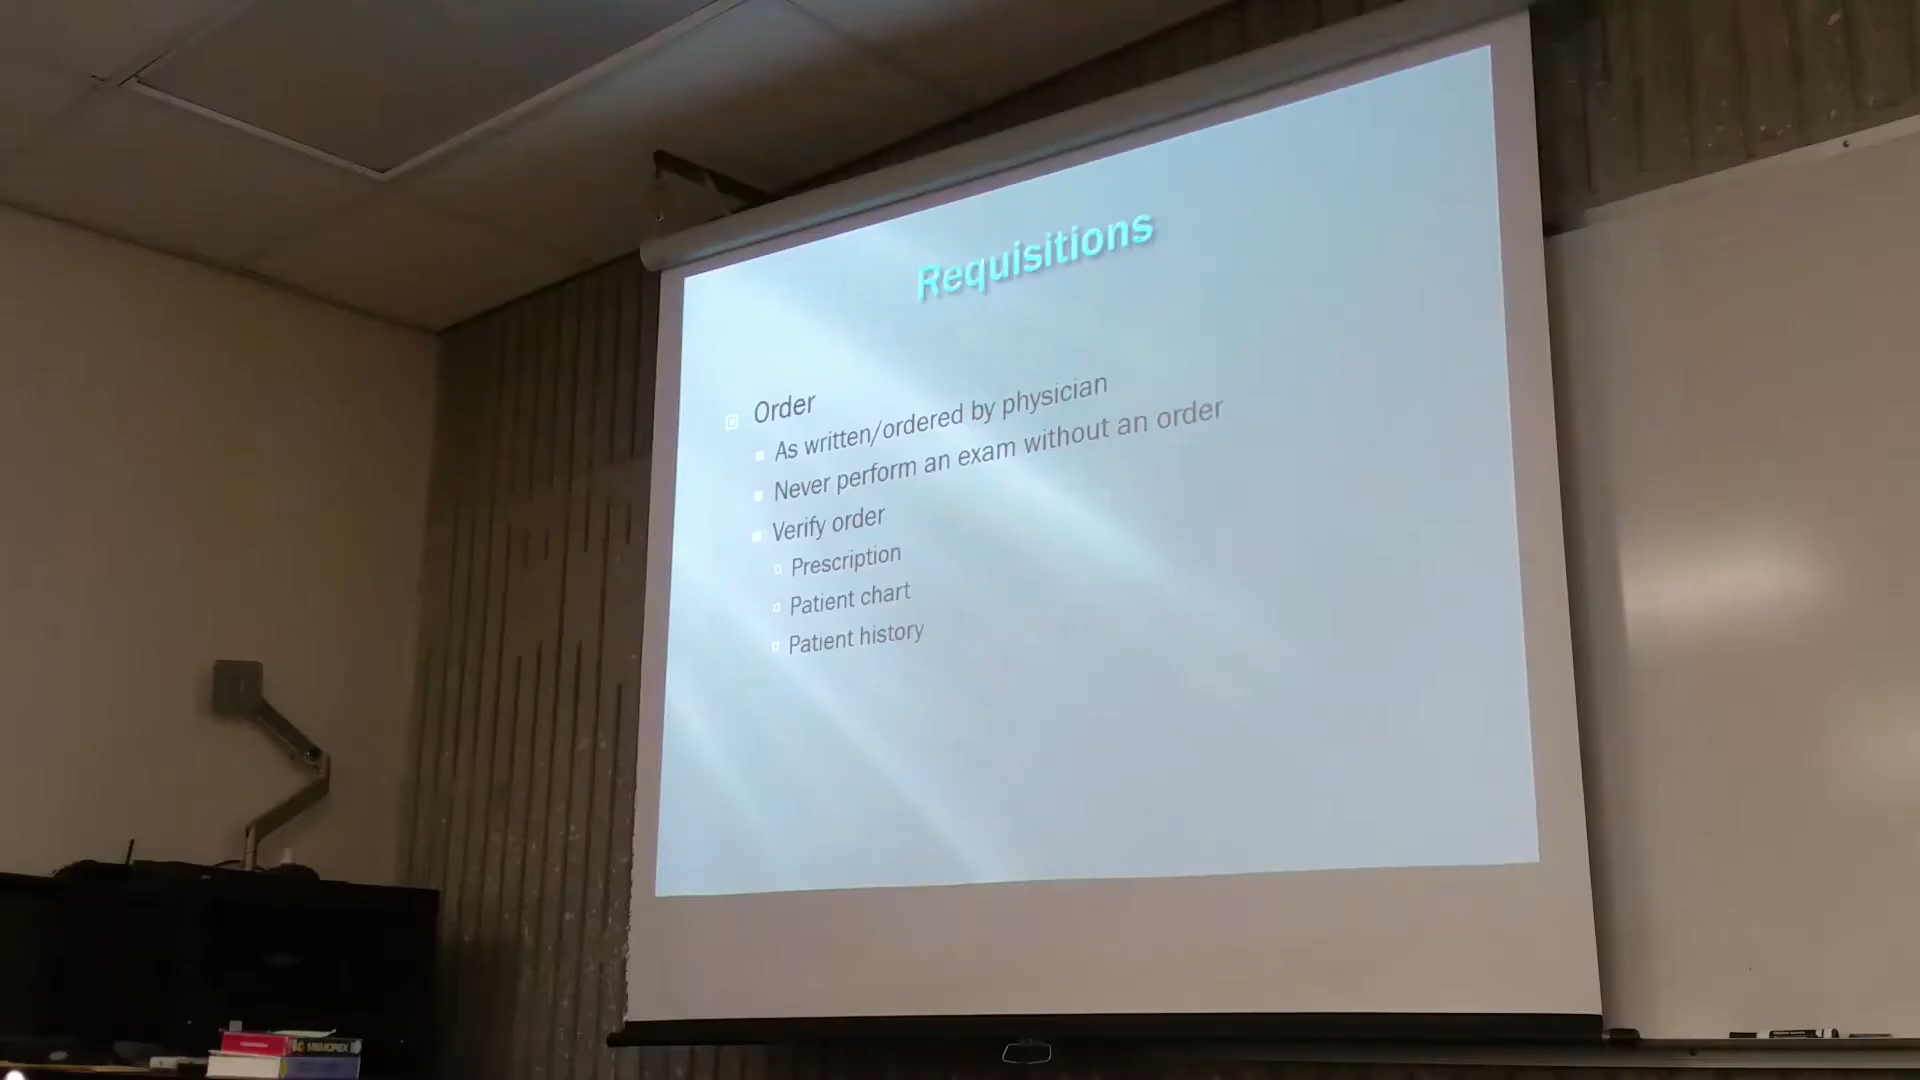 Requisitions
Order
As written/ordered by physician
Never perform an exam without an order
Verify order
Prescription
Patient chart
Patient history
MEMOREX